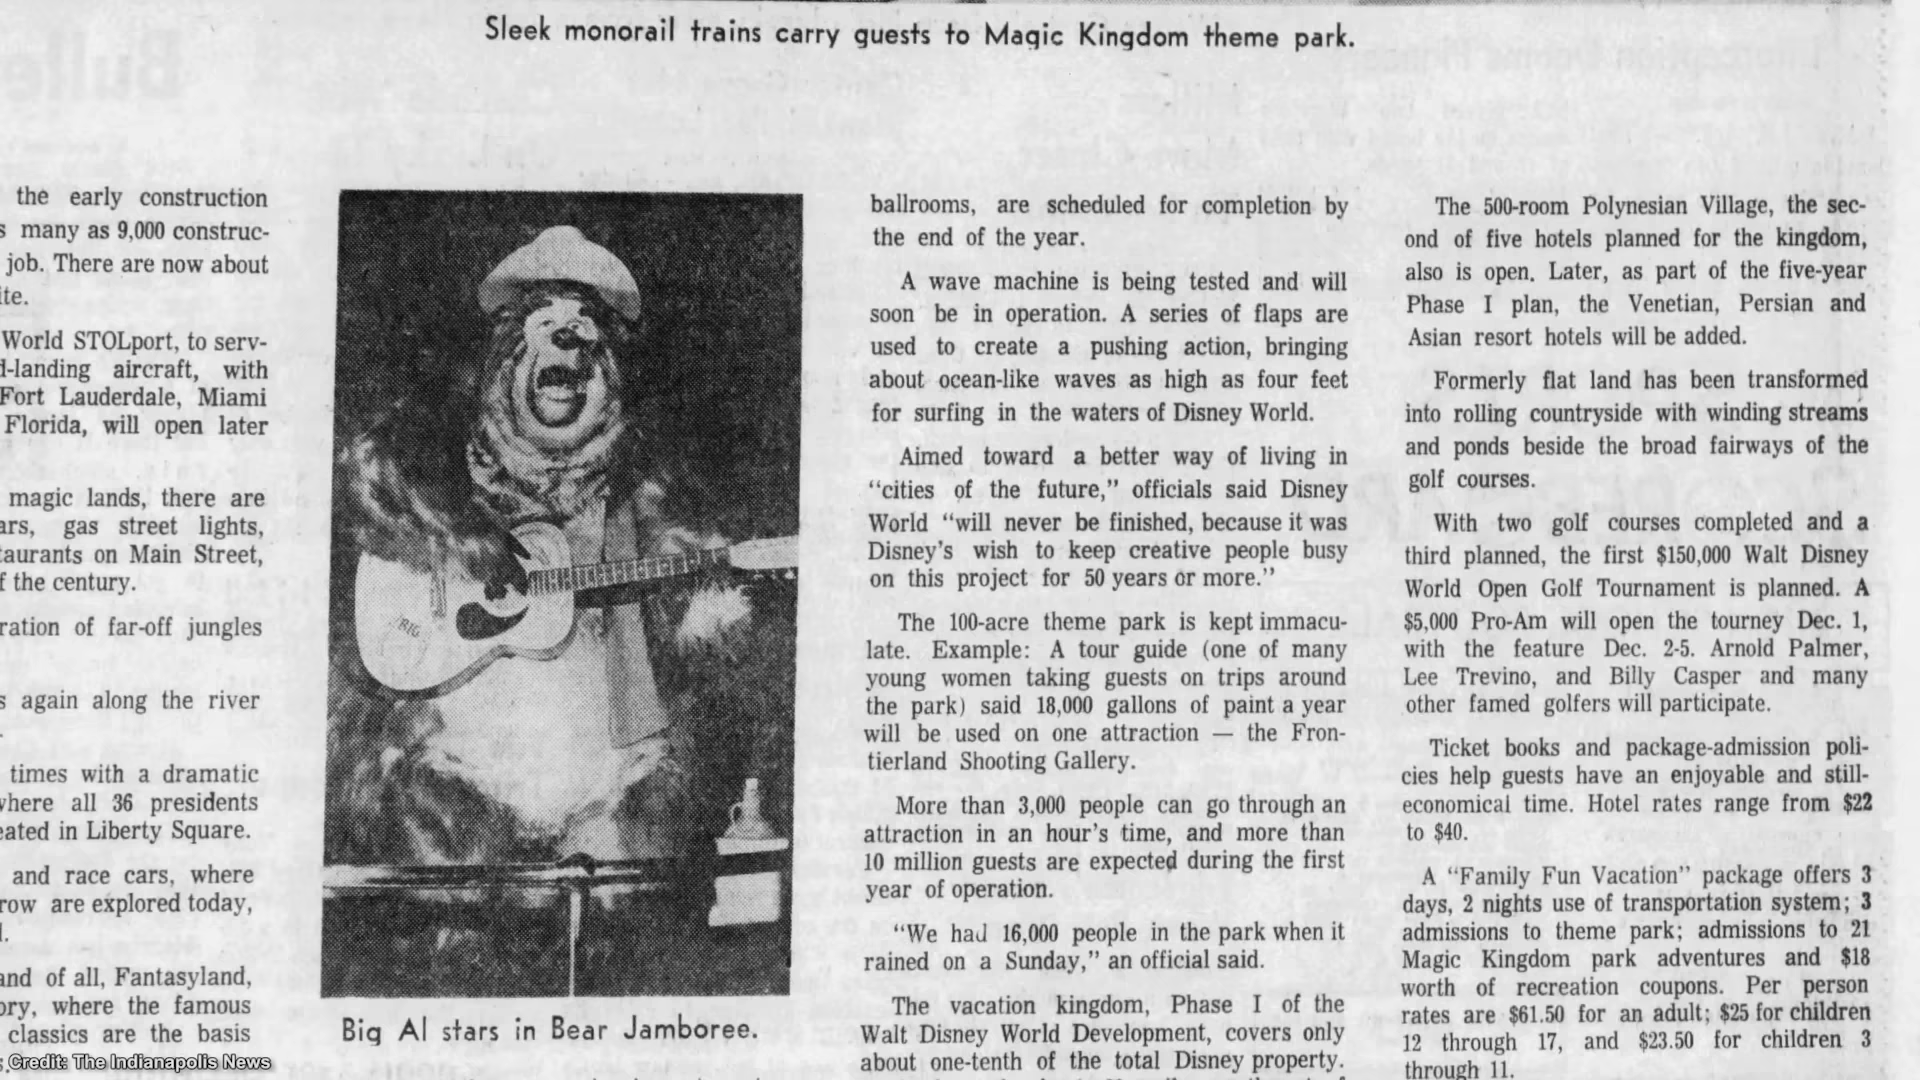 Sleek monorail trains carry guests to Magic Kingdom theme park.
the early construction
many as 9,000 construc-
job. There are now about
World STOLport, to serv-
d-landing aircraft, with
Fort Lauderdale, Miami
Florida, will open later
magic lands, there are
gas street lights,
taurants on Main Street,
f the century.
ration of far-off jungles
s again along the river
times with a dramatic
where all 36 presidents
eated in Liberty Square.
and race cars, where
row are explored today,
and of all, Fantasyland,
ory, where the famous
classics are the basis
Credit: The Indianapolis News
BIG
Big Al stars in Bear Jamboree.
ballrooms, are scheduled for completion by
the end of the year.
A wave machine is being tested and will
soon be in operation. A series of flaps are
used to create a pushing action, bringing
about ocean-like waves as high as four feet
for surfing in the waters of Disney World.
Aimed toward a better way of living in
“cities of the future,” officials said Disney
World “will never be finished, because it was
Disney’s wish to keep creative people busy
on this project for 50 years or more.”
The 100-acre theme park is kept immacu-
late. Example: A tour guide (one of many
young women taking guests on trips around
the park) said 18,000 gallons of paint a year
will be used on one attraction — the Fron-
tierland Shooting Gallery.
More than 3,000 people can go through an
attraction in an hour’s time, and more than
10 million guests are expected during the first
year of operation.
“We had 16,000 people in the park when it
rained on a Sunday,” an official said.
The vacation kingdom, Phase I of the
Walt Disney World Development, covers only
about one-tenth of the total Disney property.
The 500-room Polynesian Village, the sec-
ond of five hotels planned for the kingdom,
also is open. Later, as part of the five-year
Phase I plan, the Venetian, Persian and
Asian resort hotels will be added.
Formerly flat land has been transformed
into rolling countryside with winding streams
and ponds beside the broad fairways of the
golf courses.
With two golf courses completed and a
third planned, the first $150,000 Walt Disney
World Open Golf Tournament is planned. A
$5,000 Pro-Am will open the tourney Dec. 1,
with the feature Dec. 2-5. Arnold Palmer,
Lee Trevino, and Billy Casper and many
other famed golfers will participate.
Ticket books and package-admission poli-
cies help guests have an enjoyable and still-
economical time. Hotel rates range from $22
to $40.
A “Family Fun Vacation” package offers 3
days, 2 nights use of transportation system; 3
admissions to theme park; admissions to 21
Magic Kingdom park adventures and $18
worth of recreation coupons. Per person
rates are $61.50 for an adult; $25 for children
12 through 17, and $23.50 for children 3
through 11.